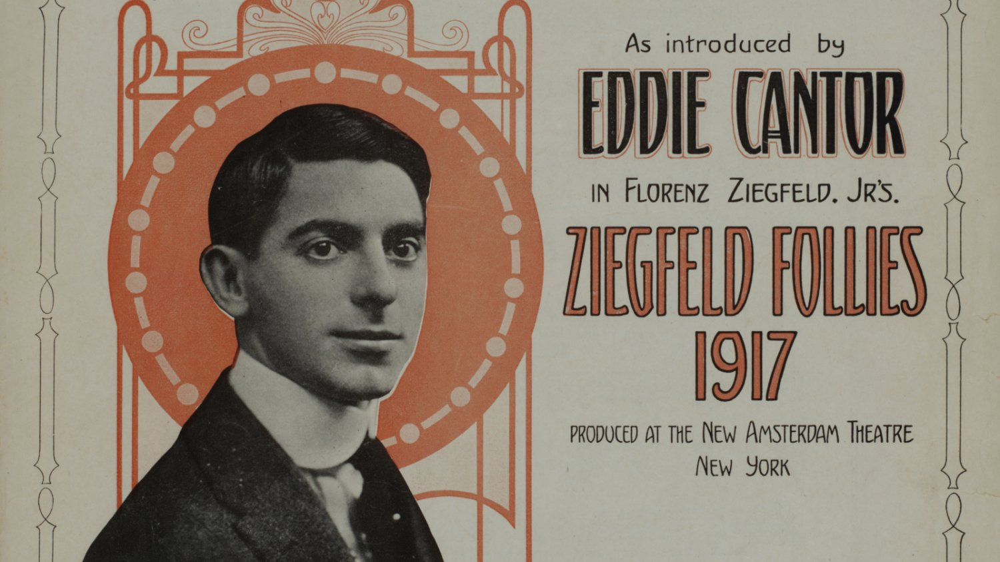 As introduced by
EDDIE CANTOR
IN FLORENZ ZIEGFELD. JR'S.
ZIEGFELD FOLLIES
1917
PRODUCED AT THE NEW AMSTERDAM THEATRE
NEW YORK